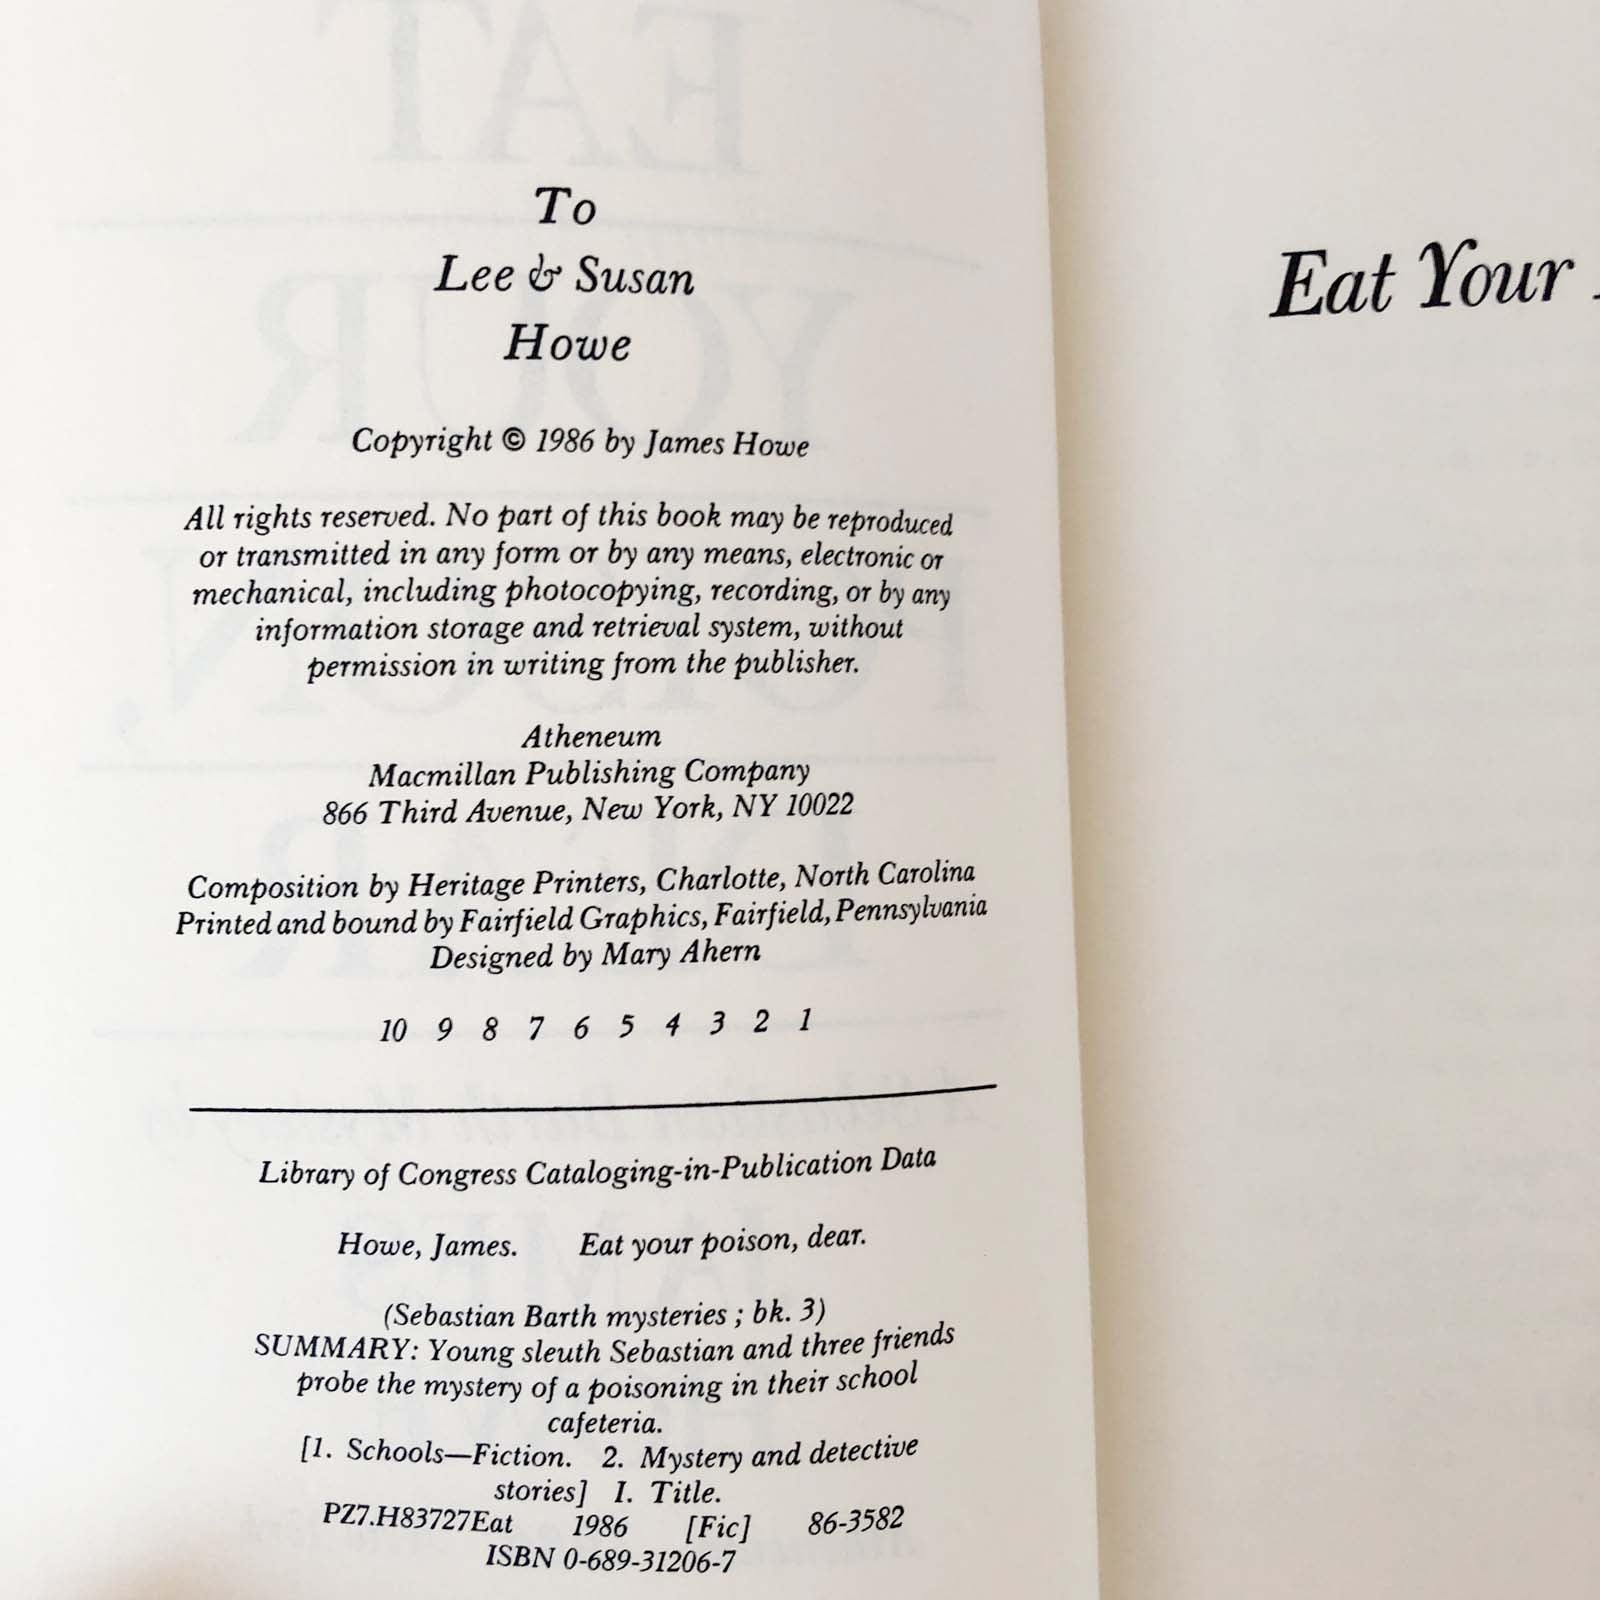 To
Lee & Susan
Howe
Copyright © 1986 by James Howe
All rights reserved. No part of this book may be reproduced
or transmitted in any form or by any means, electronic or
mechanical, including photocopying, recording, or by any
information storage and retrieval system, without
permission in writing from the publisher.
Atheneum
Macmillan Publishing Company
866 Third Avenue, New York, NY 10022
Composition by Heritage Printers, Charlotte, North Carolina
Printed and bound by Fairfield Graphics, Fairfield, Pennsylvania
Designed by Mary Ahern
10 9 8 7 6 5 4 3 2 1
Library of Congress Cataloging-in-Publication Data
Howe, James. Eat your poison, dear.
(Sebastian Barth mysteries ; bk. 3)
SUMMARY: Young sleuth Sebastian and three friends
probe the mystery of a poisoning in their school
cafeteria.
[1. Schools—Fiction. 2. Mystery and detective
stories] I. Title.
PZ7.H83727Eat 1986 [Fic] 86-3582
ISBN 0-689-31206-7
Eat Your